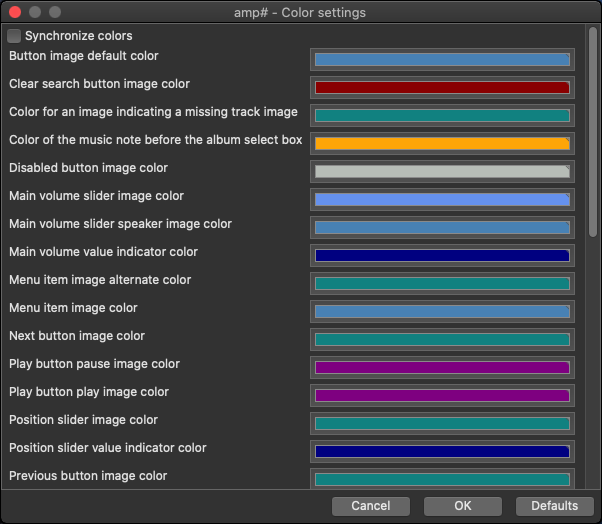 amp# - Color settings
Synchronize colors
Button image default color
Clear search button image color
Color for an image indicating a missing track image
Color of the music note before the album select box
Disabled button image color
Main volume slider image color
Main volume slider speaker image color
Main volume value indicator color
Menu item image alternate color
Menu item image color
Next button image color
Play button pause image color
Play button play image color
Position slider image color
Position slider value indicator color
Previous button image color
Cancel OK Defaults